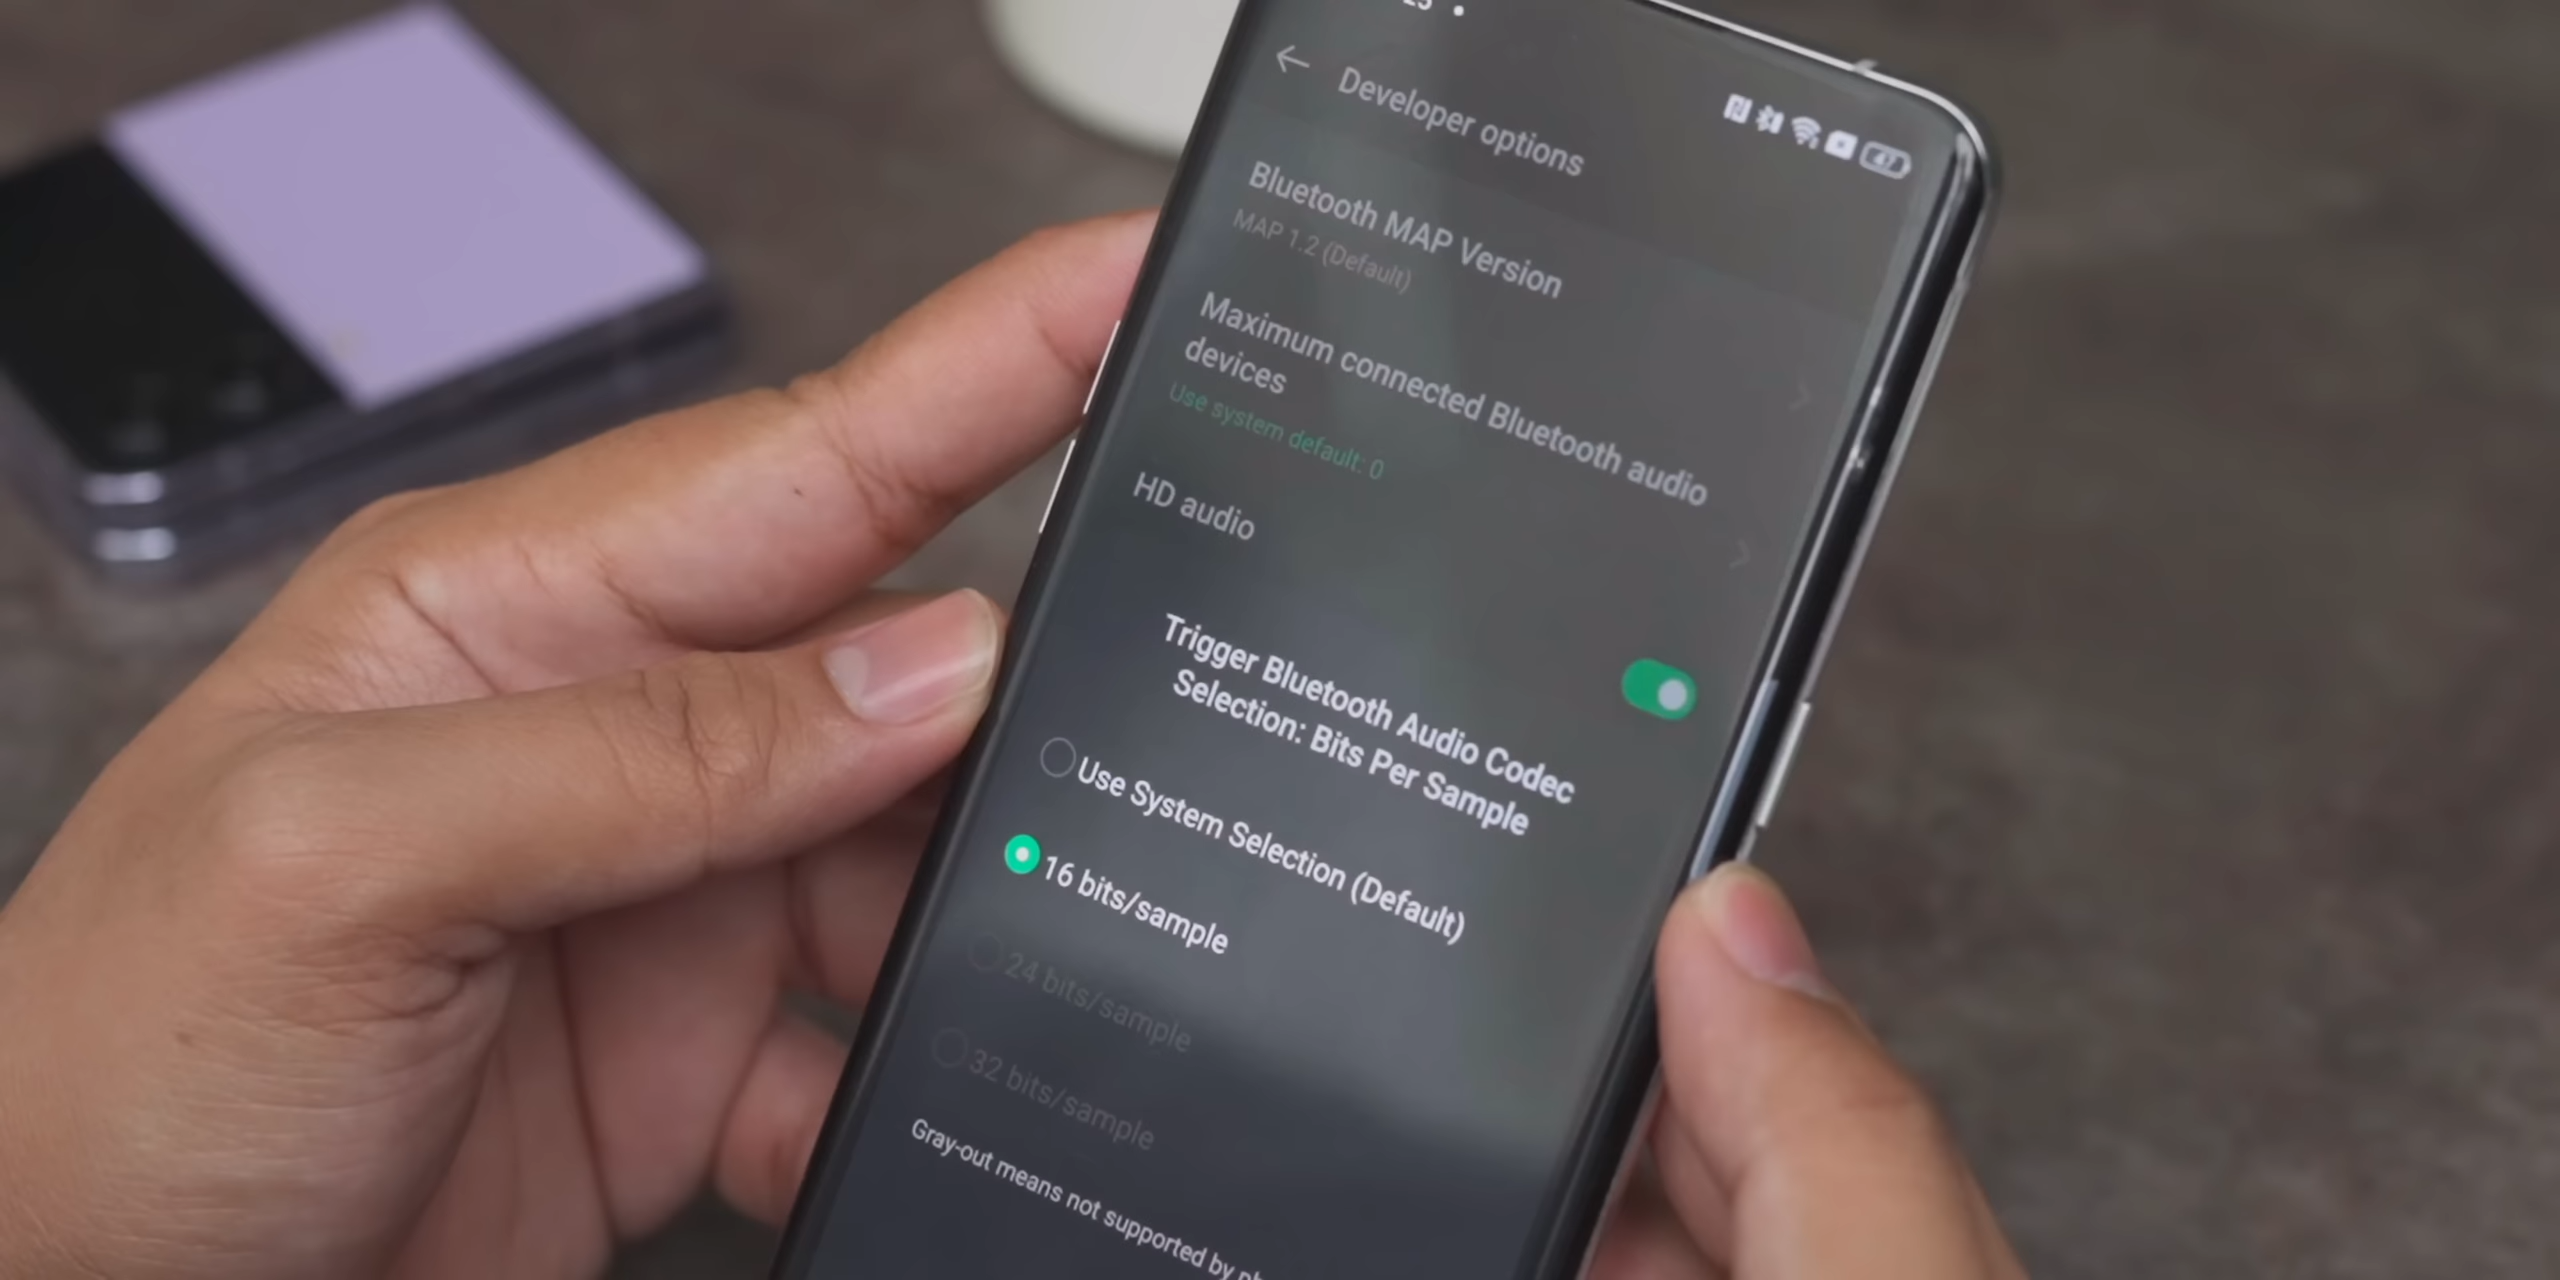 Developer options
47
Bluetooth MAP Version
MAP 1.2 (Default)
Maximum connected Bluetooth audio
devices
Use system default: 0
HD audio
Trigger Bluetooth Audio Codec
Selection: Bits Per Sample
Use System Selection (Default)
16 bits/sample
24 bits/sample
32 bits/sample
Gray-out means not supported by